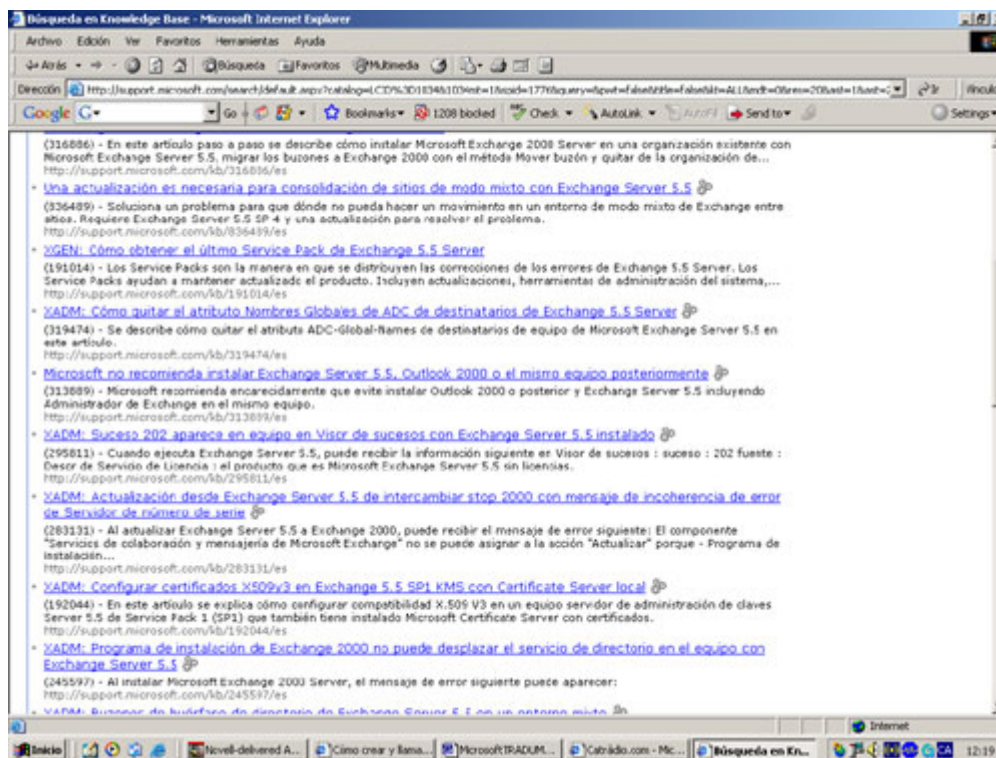 Búsqueda en Knowledge Base - Microsoft Internet Explorer
Archivo Edición Ver Favoritos Herramientas Ayuda
Atrás Búsqueda Favoritos Multimedia
Dirección
Google G Go Bookmarks 1208 blocked Check AutoLink AutoFill Send to Settings
(316886) - En este artículo paso a paso se describe cómo instalar Microsoft Exchange 2000 Server en una organización existente con
Microsoft Exchange Server 5.5, migrar los buzones a Exchange 2000 con el método Mover buzón y quitar de la organización de...
http://support.microsoft.com/kb/316886/es
Una actualización es necesaria para consolidación de sitios de modo mixto con Exchange Server 5.5
(836489) - Soluciona un problema para que dónde no pueda hacer un movimiento en un entorno de modo mixto de Exchange entre
sitios. Requiere Exchange Server 5.5 SP 4 y una actualización para resolver el problema.
http://support.microsoft.com/kb/836489/es
XGEN: Cómo obtener el últmo Service Pack de Exchange 5.5 Server
(191014) - Los Service Packs son la manera en que se distribuyen las correcciones de los errores de Exchange 5.5 Server. Los
Service Packs ayudan a mantener actualizado el producto. Incluyen actualizaciones, herramientas de administración del sistema,...
http://support.microsoft.com/kb/191014/es
XADM: Cómo quitar el atributo Nombres Globales de ADC de destinatarios de Exchange 5.5 Server
(319474) - Se describe cómo quitar el atributo ADC-Global-Names de destinatarios de equipo de Microsoft Exchange Server 5.5 en
este artículo.
http://support.microsoft.com/kb/319474/es
Microsoft no recomienda instalar Exchange Server 5.5, Outlook 2000 o el mismo equipo posteriormente
(313889) - Microsoft recomienda encarecidamente que evite instalar Outlook 2000 o posterior y Exchange Server 5.5 incluyendo
Administrador de Exchange en el mismo equipo.
http://support.microsoft.com/kb/313889/es
XADM: Suceso 202 aparece en equipo en Visor de sucesos con Exchange Server 5.5 instalado
(295811) - Cuando ejecuta Exchange Server 5.5, puede recibir la información siguiente en Visor de sucesos : suceso : 202 fueste :
Descr de Servicio de Licencia : el producto que es Microsoft Exchange Server 5.5 sin licencias.
http://support.microsoft.com/kb/295811/es
XADM: Actualización desde Exchange Server 5.5 de intercambiar stop 2000 con mensaje de incoherencia de error
de Servidor de número de serie
(283131) - Al actualizar Exchange Server 5.5 a Exchange 2000, puede recibir el mensaje de error siguiente: El componente
"Servicios de colaboración y mensajería de Microsoft Exchange" no se puede asignar a la acción "Actualizar" porque - Programa de
instalación...
http://support.microsoft.com/kb/283131/es
XADM: Configurar certificados X509v3 en Exchange 5.5 SP1 KMS con Certificate Server local
(192044) - En este artículo se explica cómo configurar compatibilidad X.509 V3 en un equipo servidor de administración de claves
Server 5.5 de Service Pack 1 (SP1) que también tiene instalado Microsoft Certificate Server con certificados.
http://support.microsoft.com/kb/192044/es
XADM: Programa de instalación de Exchange 2000 no puede desplazar el servicio de directorio en el equipo con
Exchange Server 5.5
(245597) - Al instalar Microsoft Exchange 2000 Server, el mensaje de error siguiente puede aparecer:
http://support.microsoft.com/kb/245597/es
XADM: Buzones de huérfano de directorio de Exchange Server 5.5 en un entorno mixto
Internet
Inicio Novell-delivered A... Cómo crear y llama... Microsoft TRADUM... Catràdio.com - Mic... Búsqueda en Kn... CA 12:19